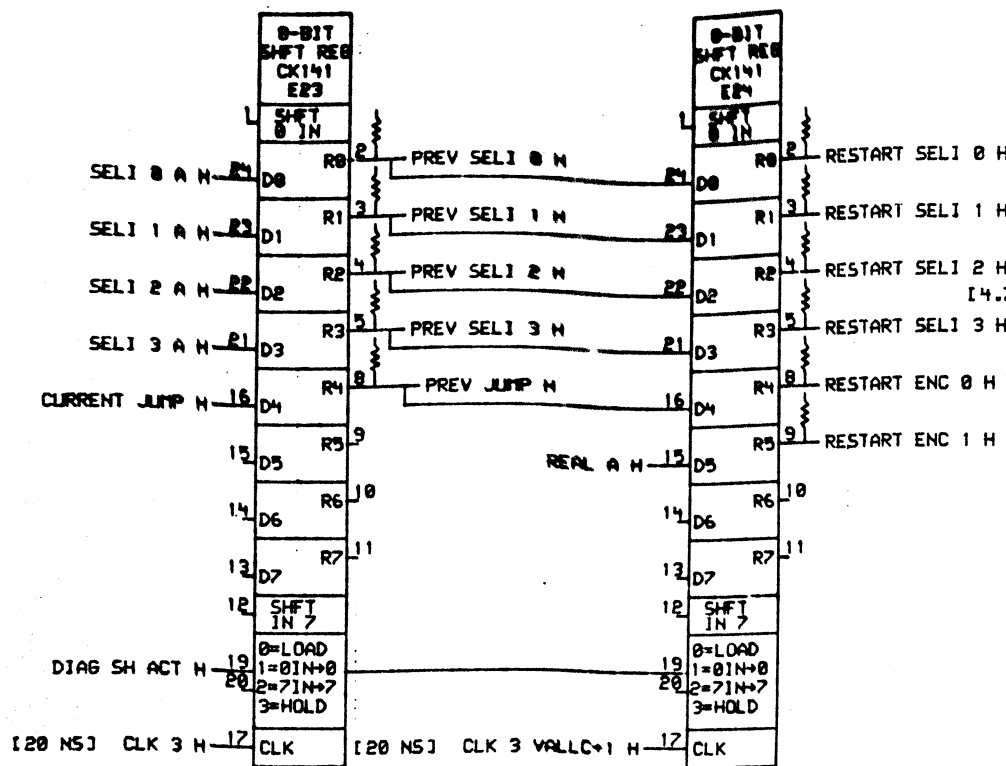 8-BIT
SHFT REG
CK141
E23
8-BIT
SHFT REG
CK141
E24
1 SHFT
0 IN
1 SHFT
0 IN
SELI 0 A H 24 D0 R0 2 PREV SELI 0 H 24 D0 R0 2 RESTART SELI 0 H
SELI 1 A H 23 D1 R1 3 PREV SELI 1 H 23 D1 R1 3 RESTART SELI 1 H
SELI 2 A H 22 D2 R2 4 PREV SELI 2 H 22 D2 R2 4 RESTART SELI 2 H
[4.
SELI 3 A H 21 D3 R3 5 PREV SELI 3 H 21 D3 R3 5 RESTART SELI 3 H
CURRENT JUMP H 16 D4 R4 8 PREV JUMP H 16 D4 R4 8 RESTART ENC 0 H
15 D5 R5 9 REAL A H 15 D5 R5 9 RESTART ENC 1 H
14 D6 R6 10 14 D6 R6 10
13 D7 R7 11 13 D7 R7 11
12 SHFT
IN 7
12 SHFT
IN 7
DIAG SH ACT H 19
20
0=LOAD
1=0IN→0
2=7IN→7
3=HOLD
19
20
0=LOAD
1=0IN→0
2=7IN→7
3=HOLD
[20 NS] CLK 3 H 17 CLK [20 NS] CLK 3 VALLC+1 H 17 CLK